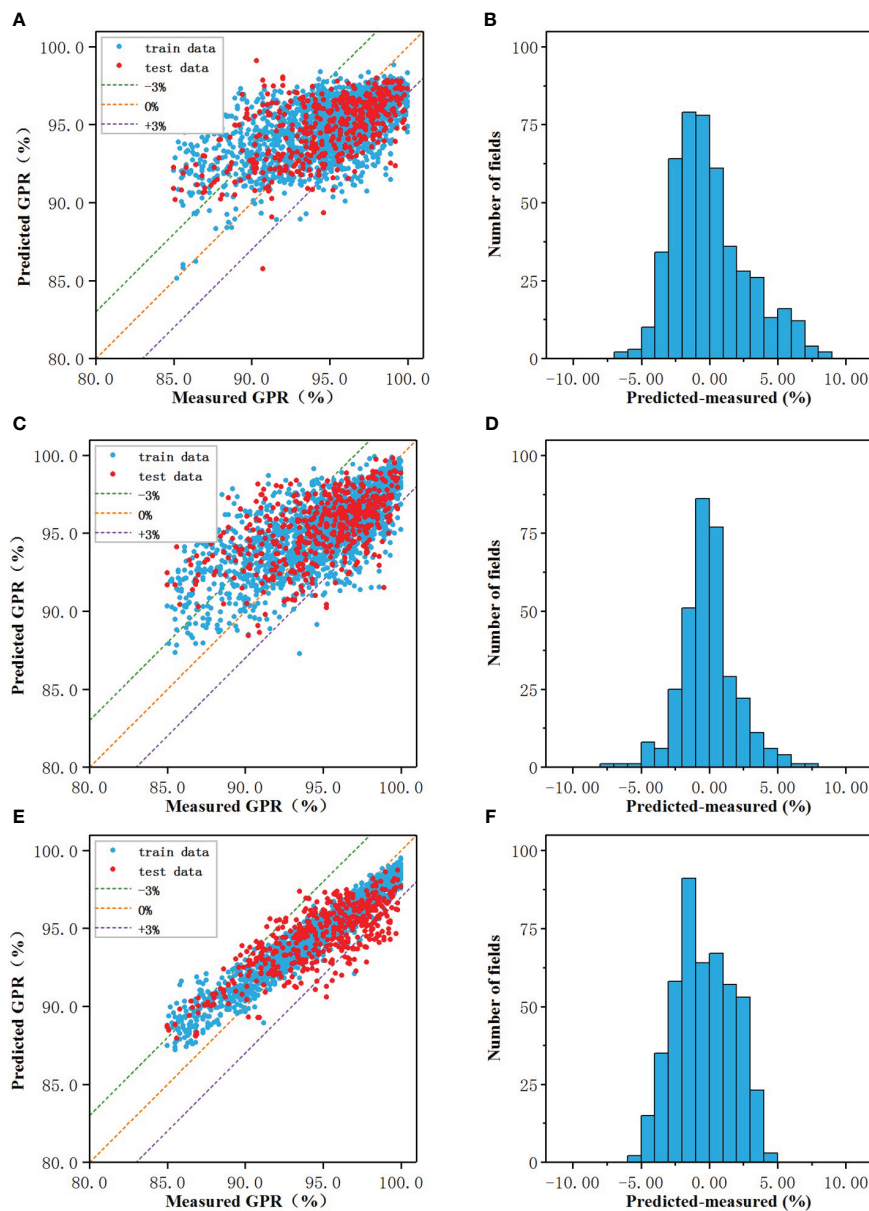 A
100.0
95.0
90.0
85.0
80.0
Predicted GPR (%)
train data
test data
-3%
0%
+3%
80.0 85.0 90.0 95.0 100.0
Measured GPR (%)
B
100
75
50
25
0
Number of fields
-10.00 -5.00 0.00 5.00 10.00
Predicted-measured (%)
C
100.0
95.0
90.0
85.0
80.0
Predicted GPR (%)
train data
test data
-3%
0%
+3%
80.0 85.0 90.0 95.0 100.0
Measured GPR (%)
D
100
75
50
25
0
Number of fields
-10.00 -5.00 0.00 5.00 10.00
Predicted-measured (%)
E
100.0
95.0
90.0
85.0
80.0
Predicted GPR (%)
train data
test data
-3%
0%
+3%
80.0 85.0 90.0 95.0 100.0
Measured GPR (%)
F
100
75
50
25
0
Number of fields
-10.00 -5.00 0.00 5.00 10.00
Predicted-measured (%)